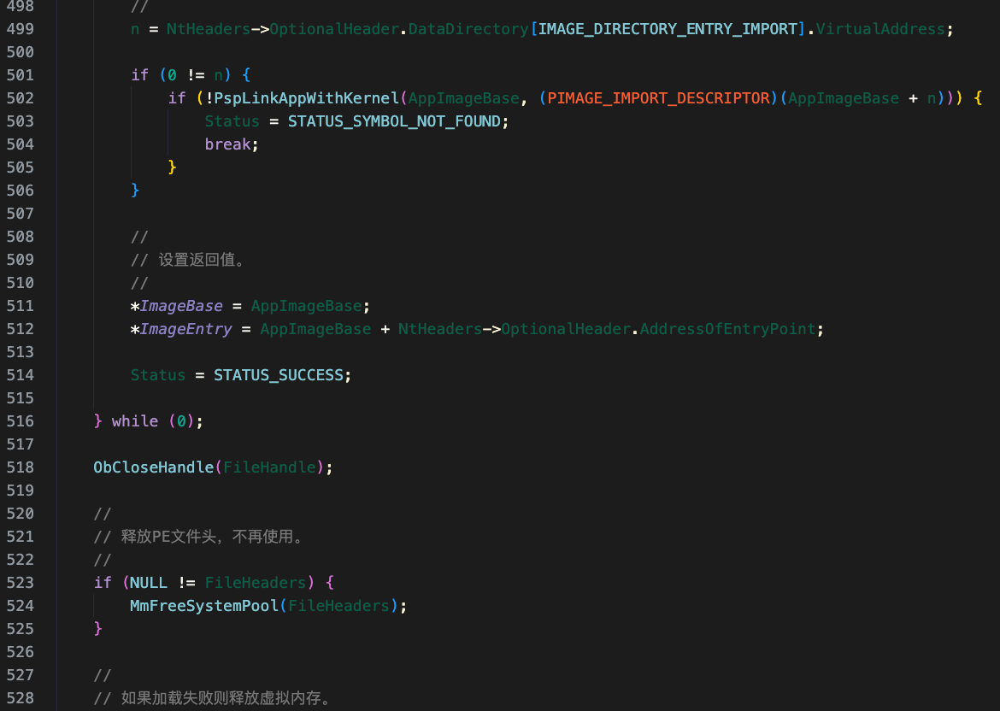 498 //
499 n = NtHeaders->OptionalHeader.DataDirectory[IMAGE_DIRECTORY_ENTRY_IMPORT].VirtualAddress;
500
501 if (0 != n) {
502 if (!PspLinkAppWithKernel(AppImageBase, (PIMAGE_IMPORT_DESCRIPTOR)(AppImageBase + n))) {
503 Status = STATUS_SYMBOL_NOT_FOUND;
504 break;
505 }
506 }
507
508 //
509 // 设置返回值。
510 //
511 *ImageBase = AppImageBase;
512 *ImageEntry = AppImageBase + NtHeaders->OptionalHeader.AddressOfEntryPoint;
513
514 Status = STATUS_SUCCESS;
515
516 } while (0);
517
518 ObCloseHandle(FileHandle);
519
520 //
521 // 释放PE文件头，不再使用。
522 //
523 if (NULL != FileHeaders) {
524 MmFreeSystemPool(FileHeaders);
525 }
526
527 //
528 // 如果加载失败则释放虚拟内存。